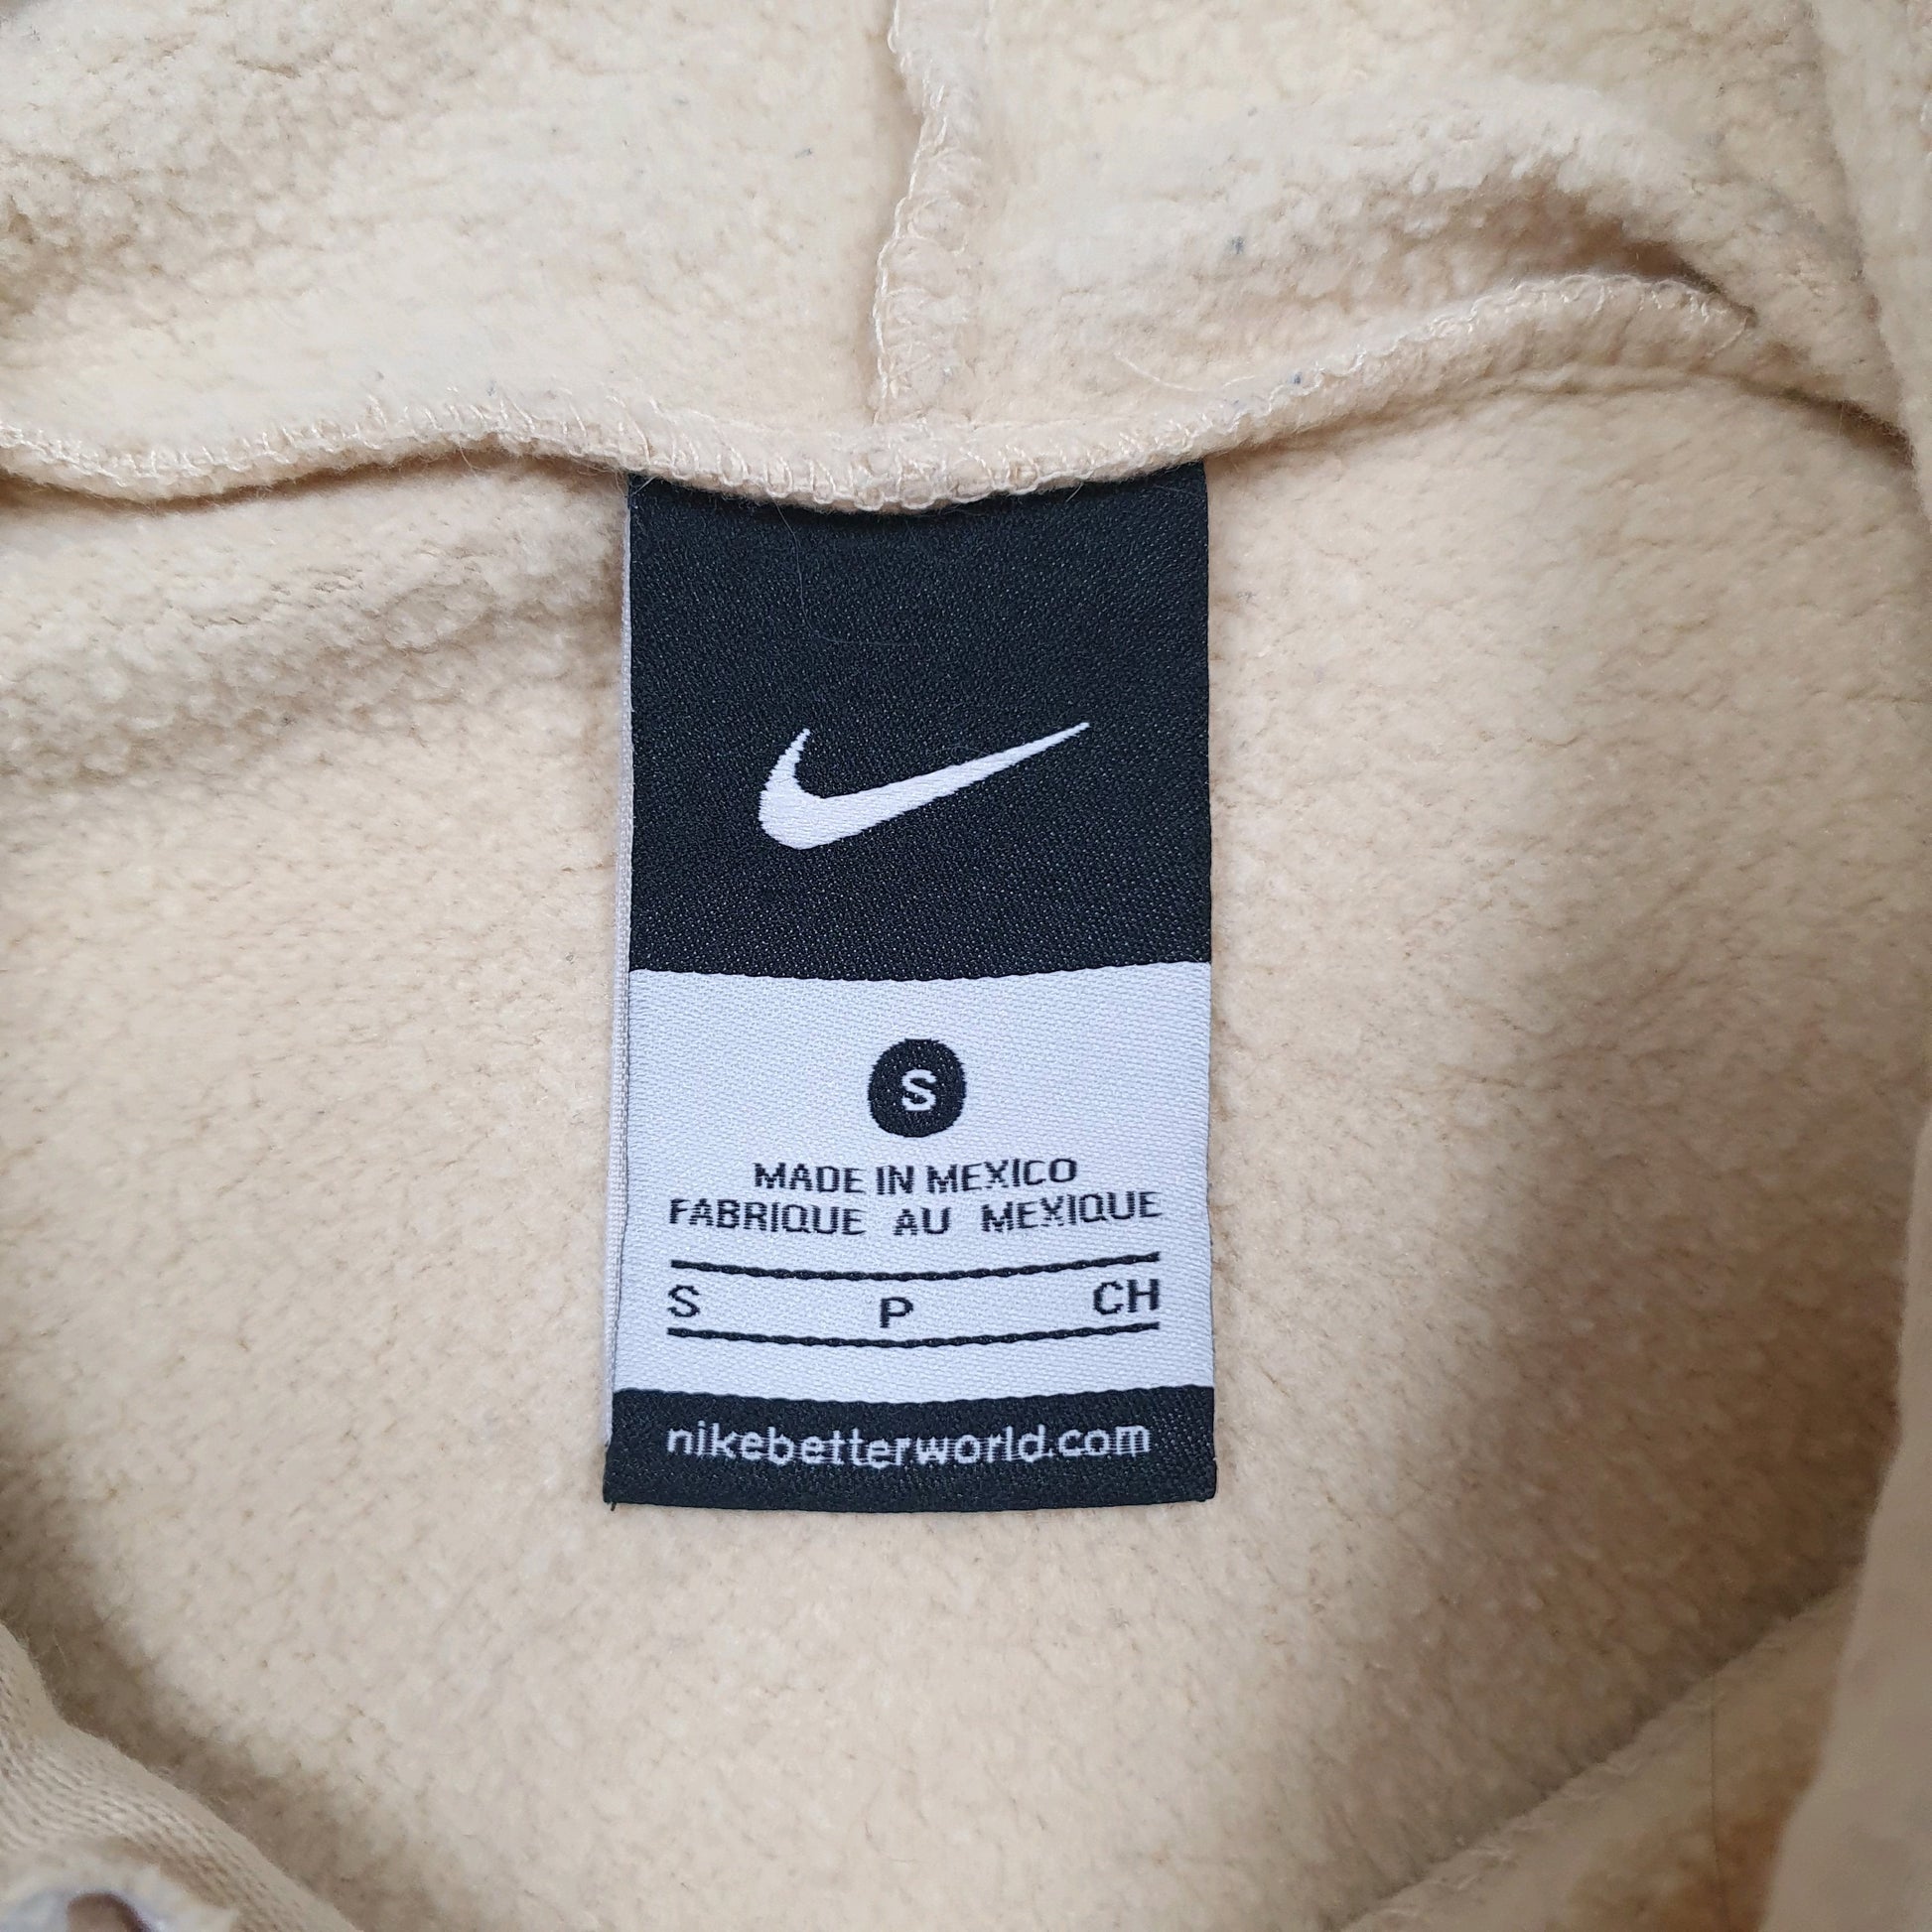 S
MADE IN MEXICO
FABRIQUE AU MEXIQUE
S P CH
nikebetterworld.com